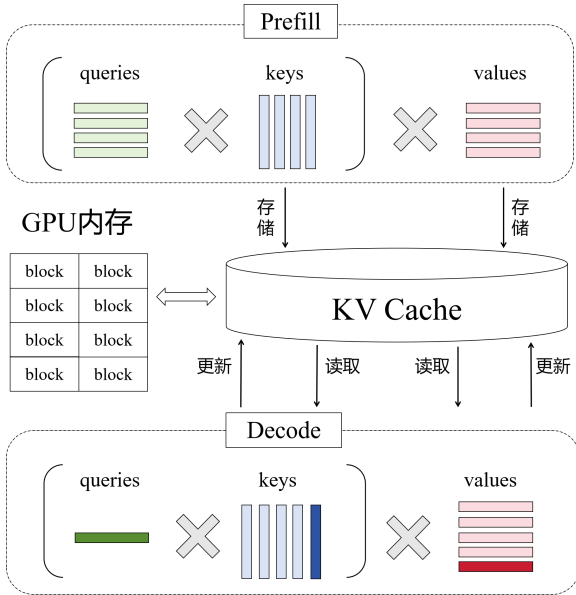 Prefill
queries keys values
存储 存储
GPU内存
block block
block block
block block
block block
KV Cache
更新 读取 读取 更新
Decode
queries keys values